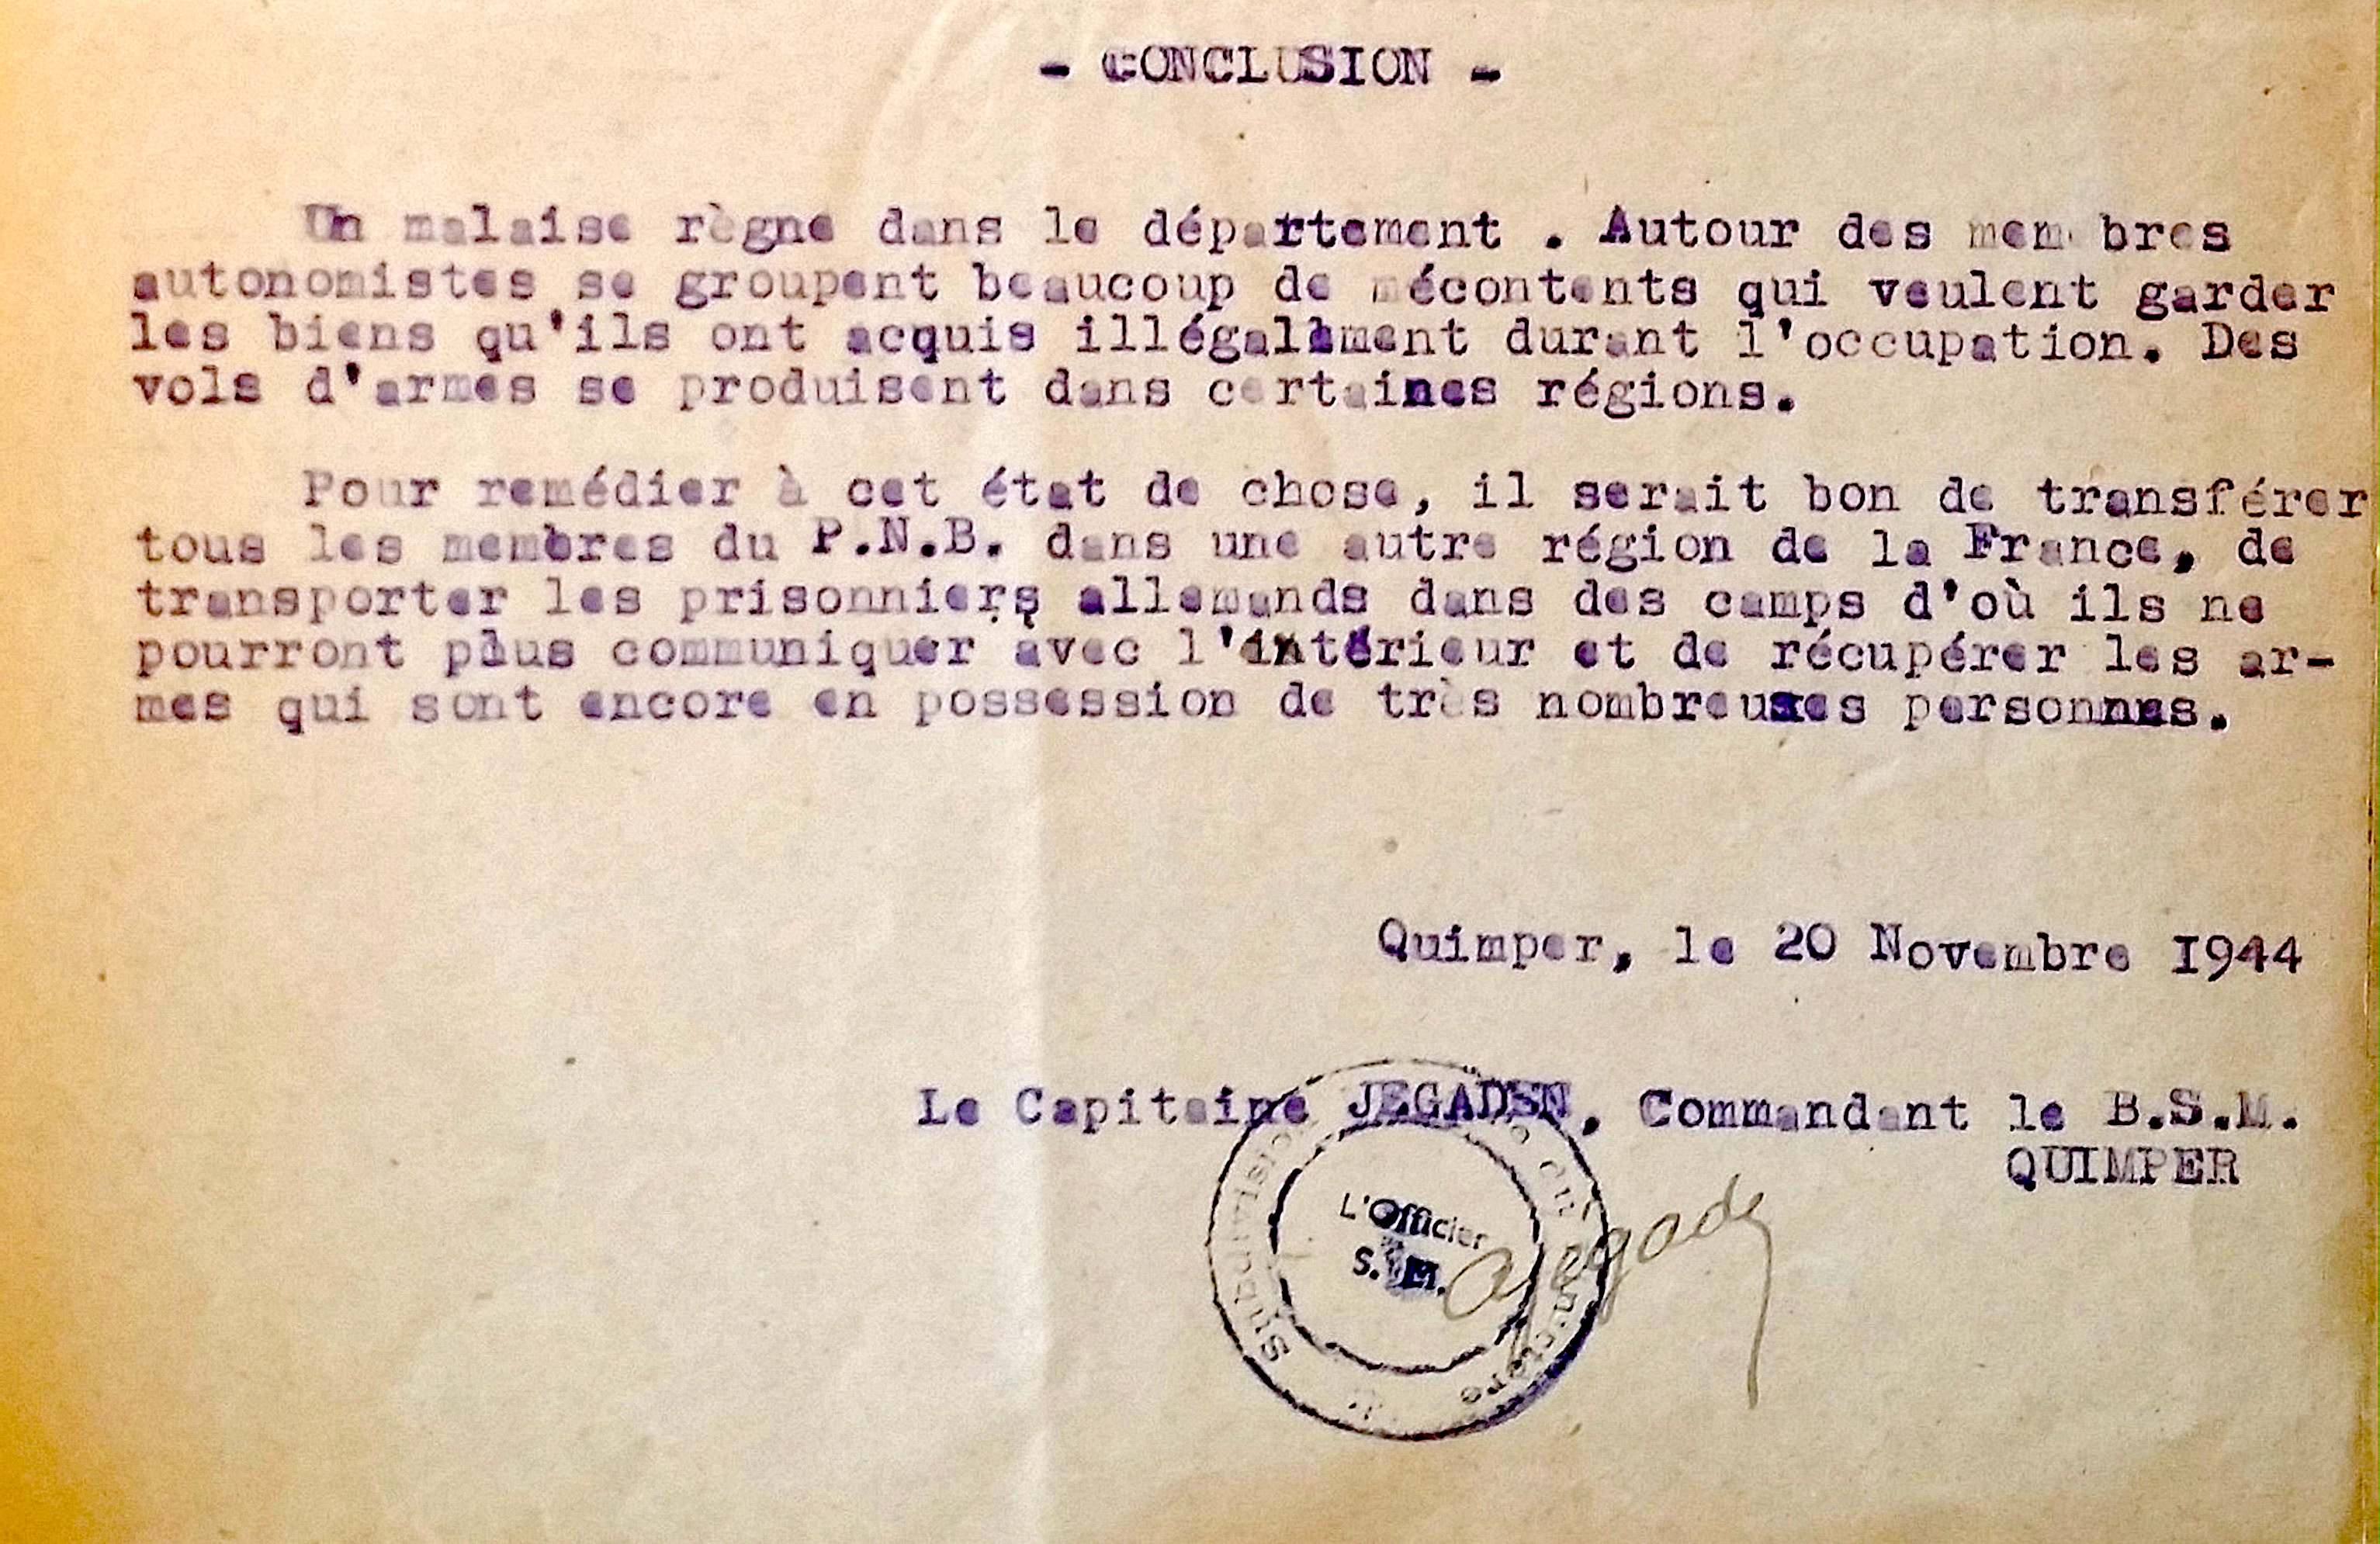 - CONCLUSION -
Un malaise règne dans le département . Autour des mem bres
autonomistes se groupent beaucoup de mécontents qui veulent garder
les biens qu'ils ont acquis illégalement durant l'occupation. Des
vols d'armes se produisent dans certaines régions.
Pour remédier à cet état de chose, il serait bon de transférer
tous les membres du P.N.B. dans une autre région de la France, de
transporter les prisonniers allemands dans des camps d'où ils ne
pourront plus communiquer avec l'intérieur et de récupérer les ar-
mes qui sont encore en possession de très nombreuses personnes.
Quimper, le 20 Novembre 1944
Le Capitaine JEGADEN, Commandant le B.S.M.
QUIMPER
L'Officier
S.M.
Subdivision